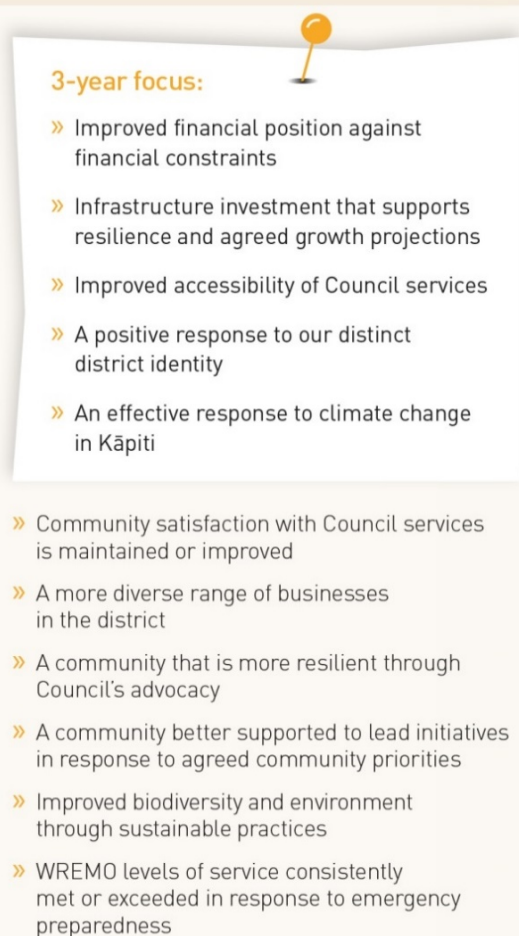 3-year focus:
» Improved financial position against
financial constraints
» Infrastructure investment that supports
resilience and agreed growth projections
» Improved accessibility of Council services
» A positive response to our distinct
district identity
» An effective response to climate change
in Kāpiti
» Community satisfaction with Council services
is maintained or improved
» A more diverse range of businesses
in the district
» A community that is more resilient through
Council's advocacy
» A community better supported to lead initiatives
in response to agreed community priorities
» Improved biodiversity and environment
through sustainable practices
» WREMO levels of service consistently
met or exceeded in response to emergency
preparedness